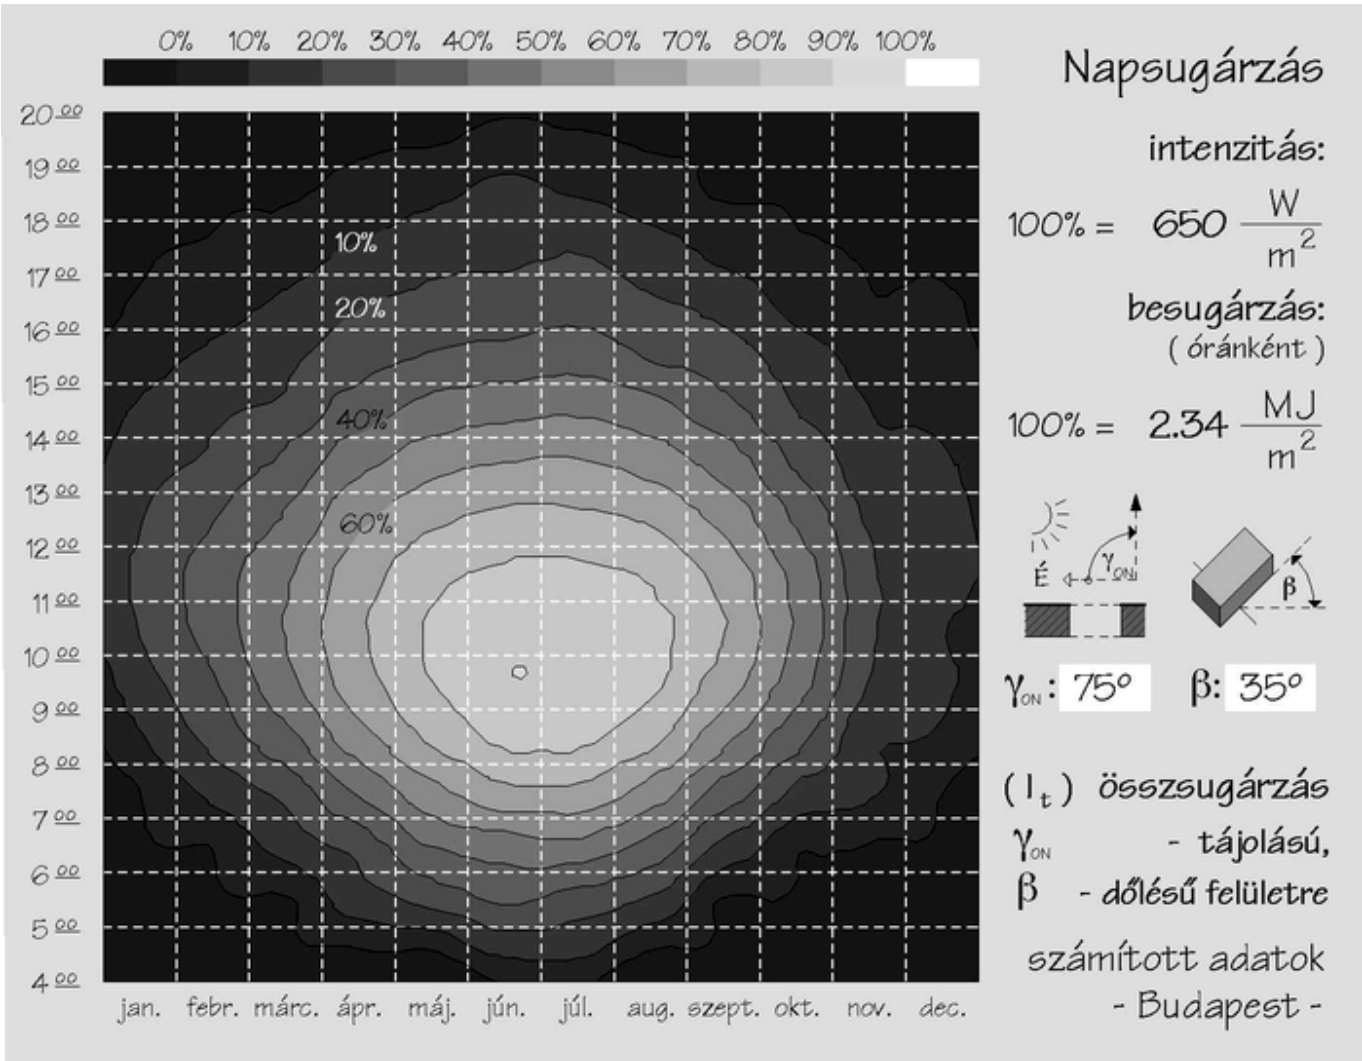 0% 10% 20% 30% 40% 50% 60% 70% 80% 90% 100%
Napsugárzás
intenzitás:
100% = 650 W/m²
besugárzás:
( óránként )
100% = 2.34 MJ/m²
20 00
19 00
18 00
17 00
16 00
15 00
14 00
13 00
12 00
11 00
10 00
9 00
8 00
7 00
6 00
5 00
4 00
10%
20%
40%
60%
jan. febr. márc. ápr. máj. jún. júl. aug. szept. okt. nov. dec.
É γON β
γON : 75° β: 35°
( It ) összsugárzás
γON - tájolású,
β - dőlésű felületre
számított adatok
- Budapest -